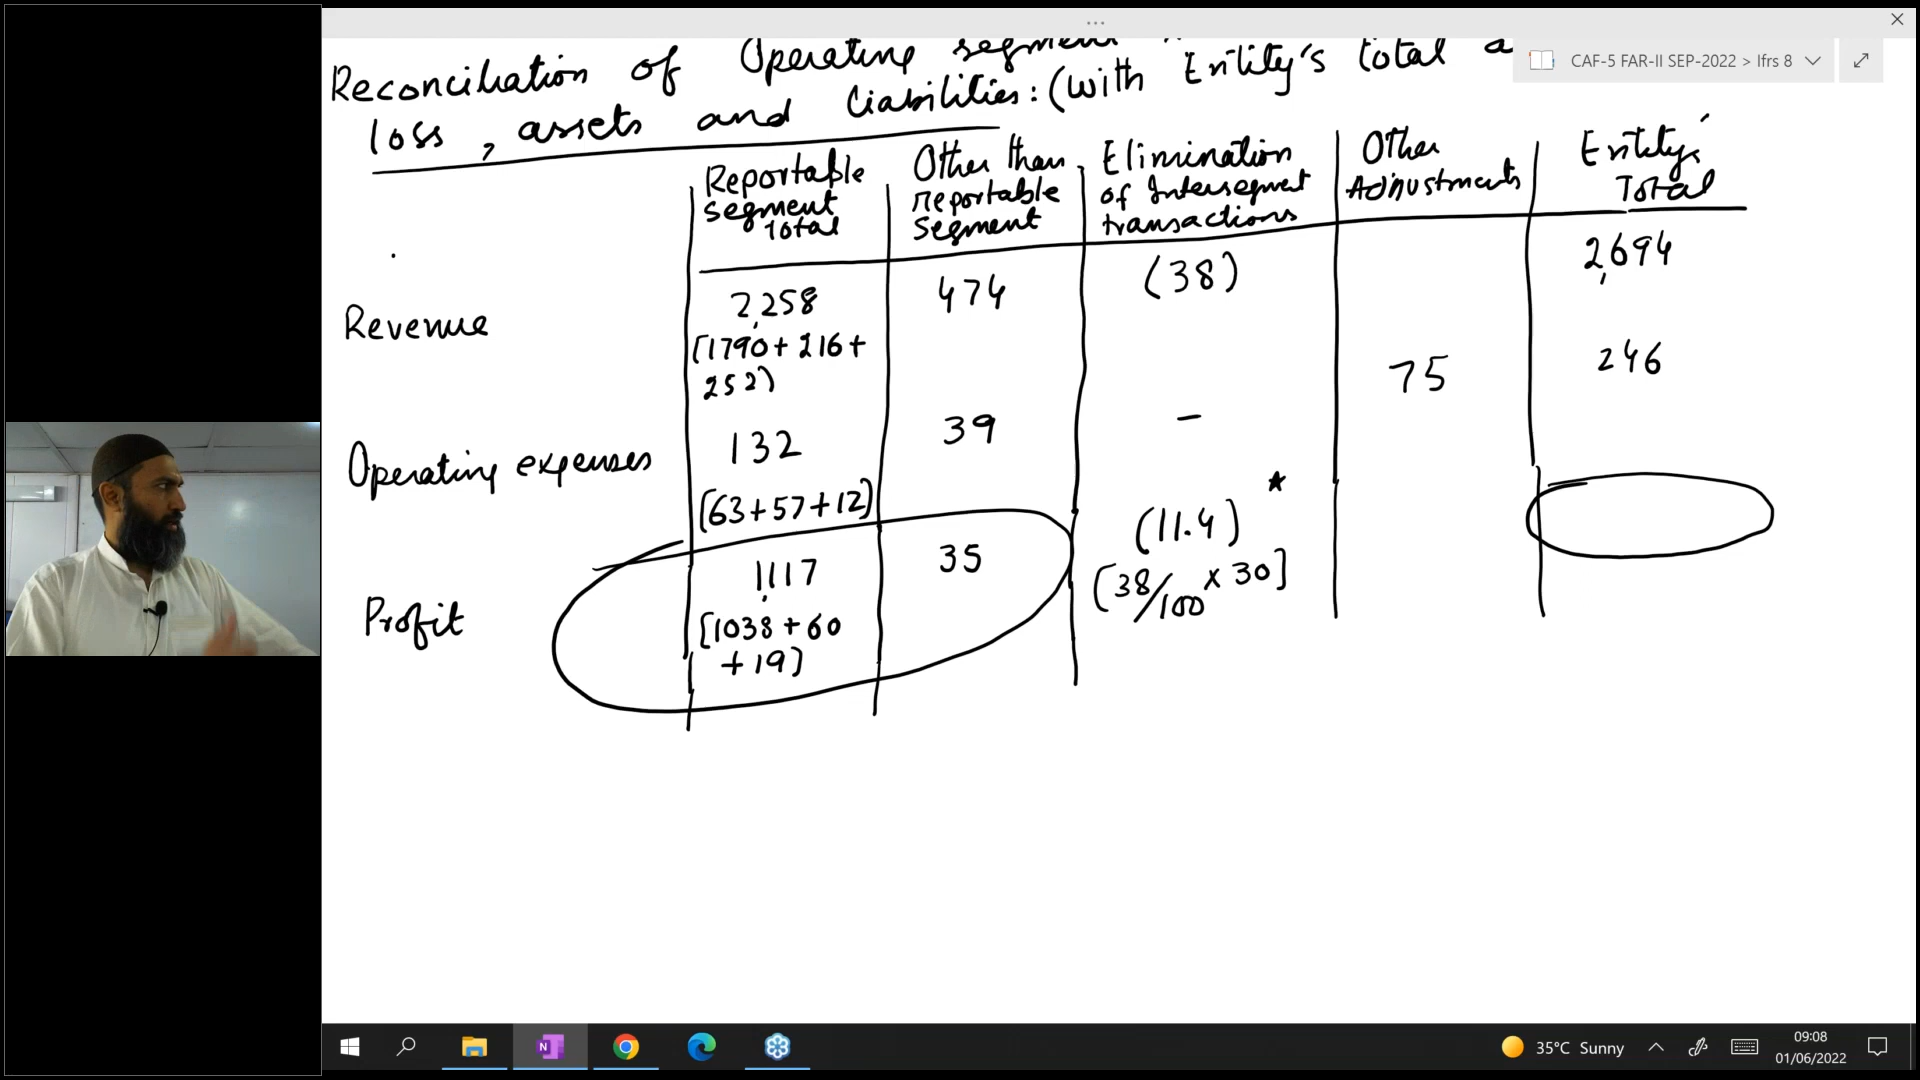 CAF-5 FAR-II SEP-2022 > Ifrs 8
Reconciliation of Operating segment
Entity's total
loss, assets and Liabilities: (with
Reportable segment Total
Other than reportable segment
Elimination of Intersegment transactions
Other Adjustments
Entity's Total
Revenue
2,258
[1790 + 216 +
252)
474
(38)
2,694
Operating expenses
132
[63+57+12]
39
-
75
246
Profit
1,117
[1038 + 60
+ 19]
35
(11.4) *
[38/100 x 30]
35°C Sunny
09:08
01/06/2022